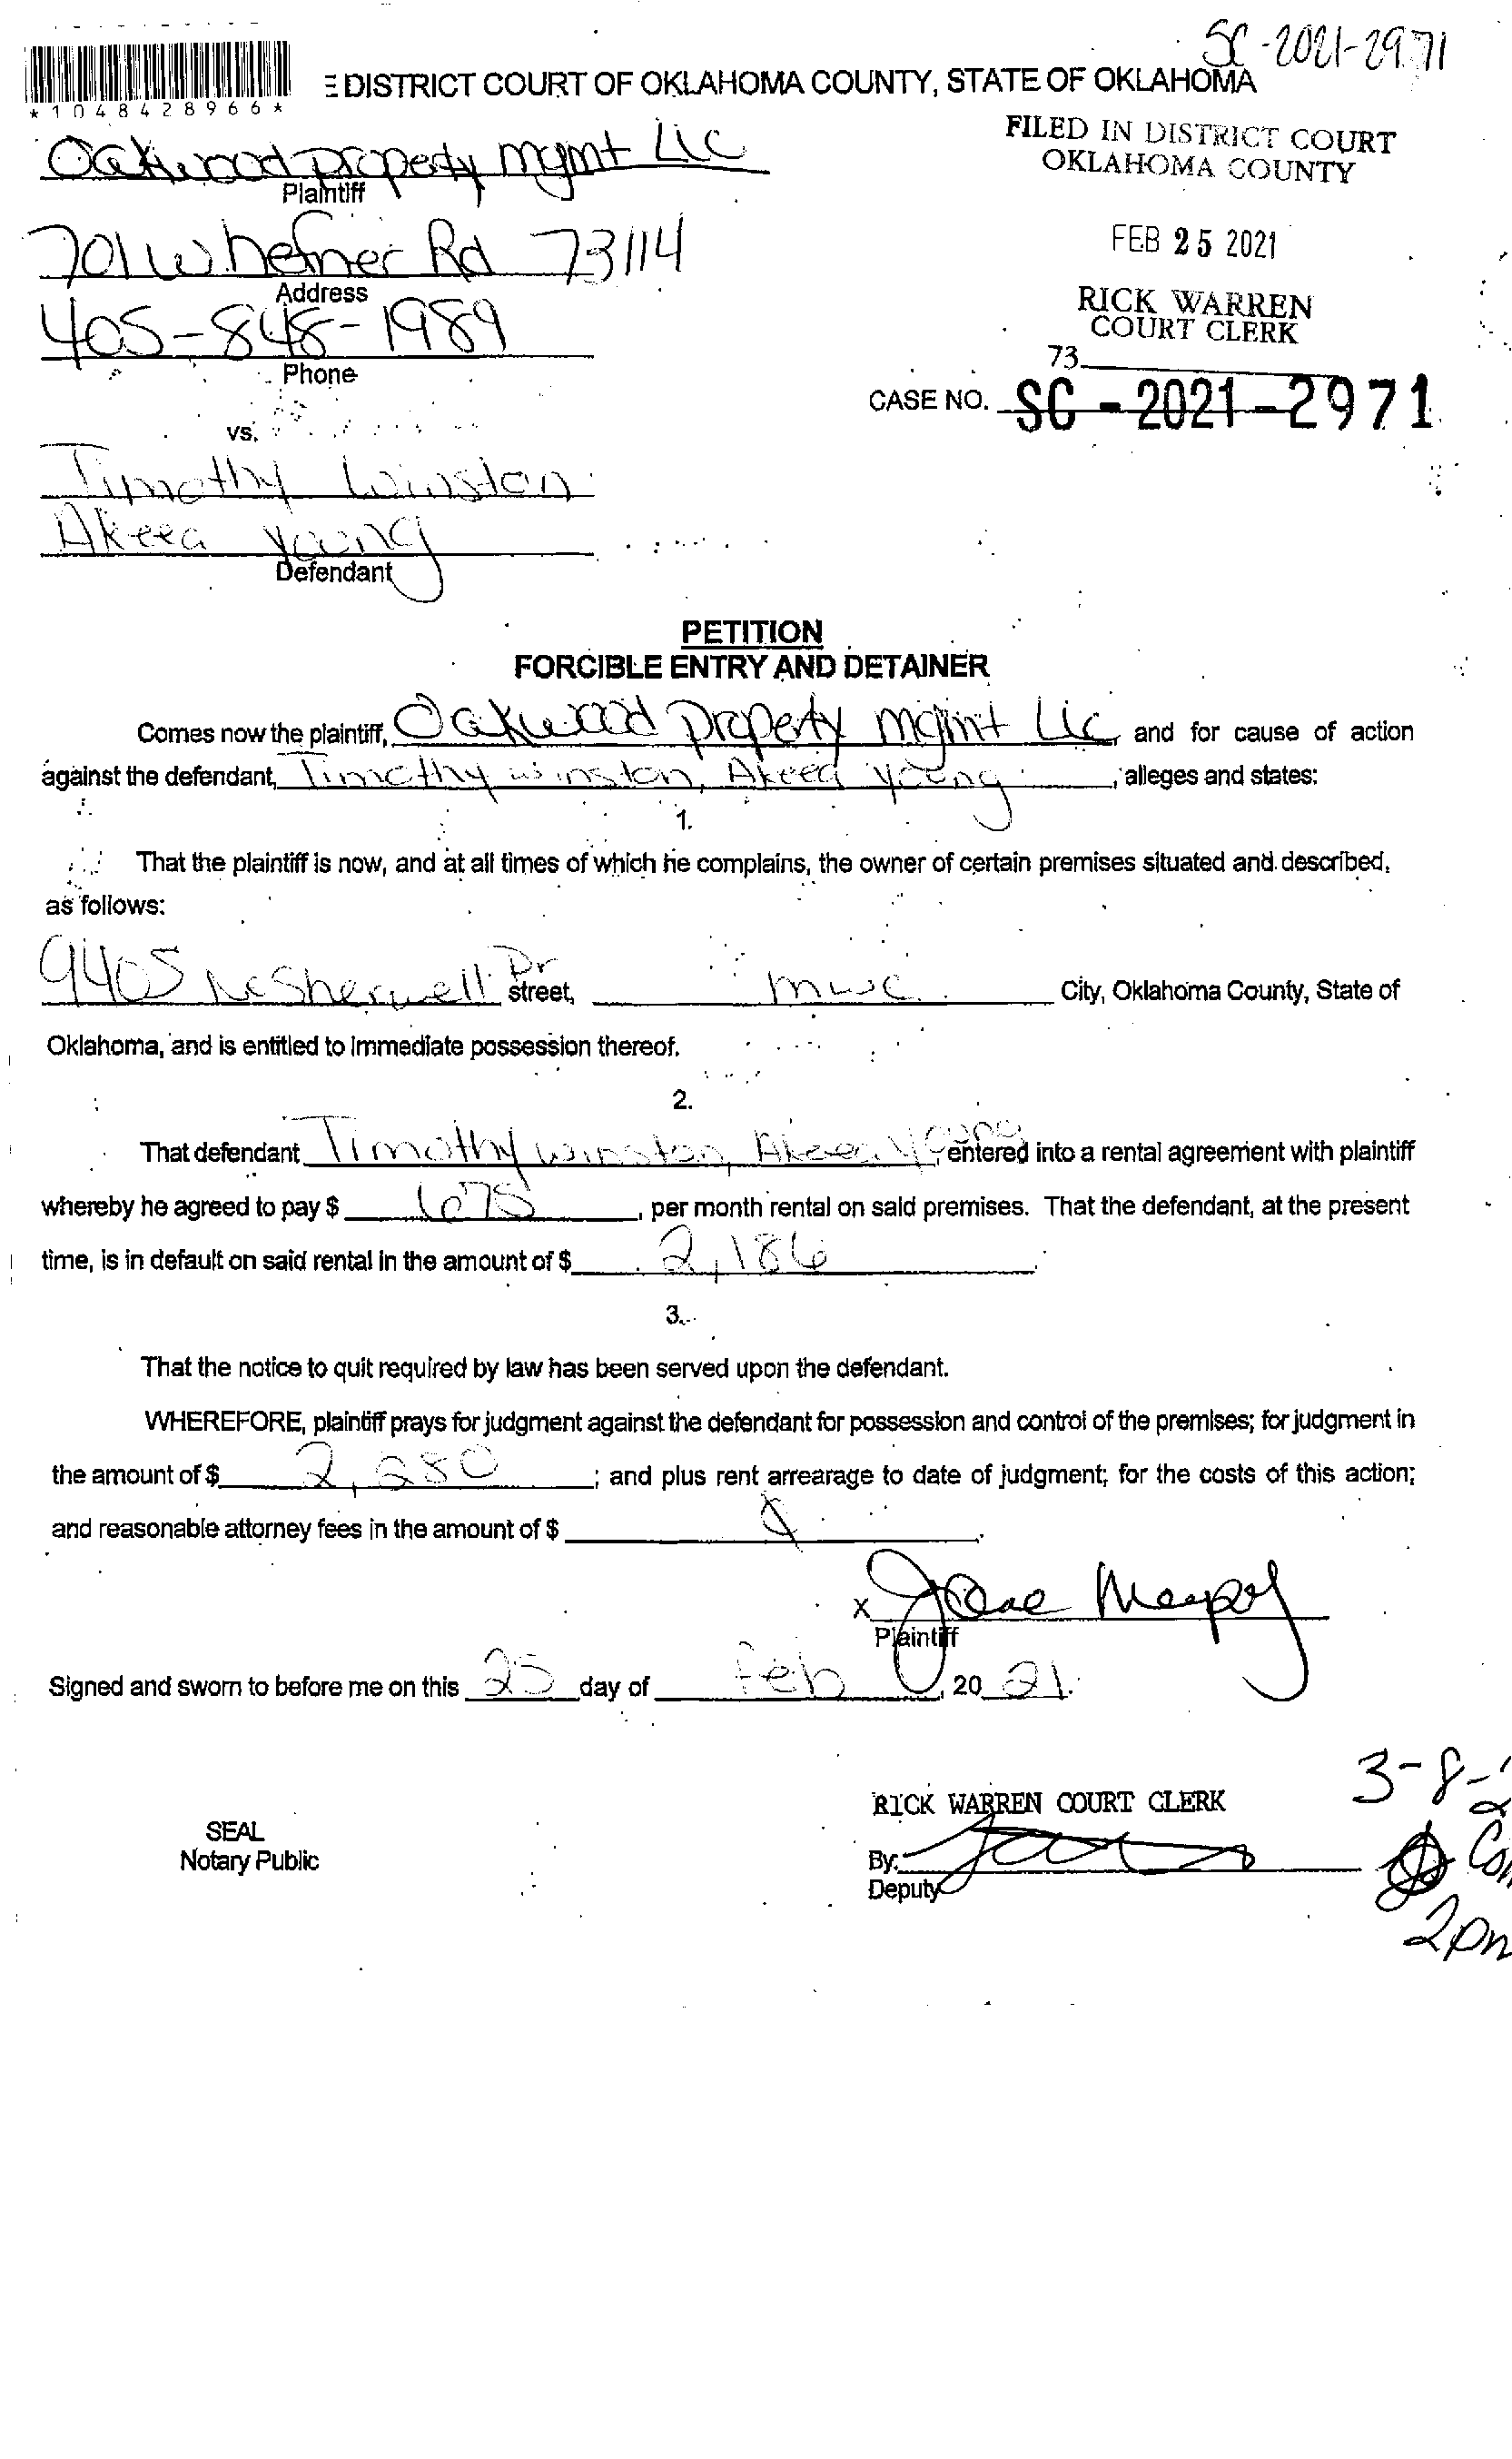 SC-2021-2971
DISTRICT COURT OF OKLAHOMA COUNTY, STATE OF OKLAHOMA
*1048428966*
FILED IN DISTRICT COURT
OKLAHOMA COUNTY
Oakwood Property mgmt LLC
Plaintiff
701 W. hefner Rd 73114
Address
FEB 25 2021
405-848-1989
Phone
RICK WARREN
COURT CLERK
73
CASE NO. SC-2021-2971
vs.
Timothy Winston
Akeea Young
Defendant
PETITION
FORCIBLE ENTRY AND DETAINER
Comes now the plaintiff, Oakwood Property mgmt LLC, and for cause of action
against the defendant, Timothy winston, Akeea young, alleges and states:
1.
That the plaintiff is now, and at all times of which he complains, the owner of certain premises situated and described,
as follows:
9405 Ne Sherwell Dr street, mwc City, Oklahoma County, State of
Oklahoma, and is entitled to immediate possession thereof.
2.
That defendant Timothy winston, Akeea young, entered into a rental agreement with plaintiff
whereby he agreed to pay $ 675, per month rental on said premises. That the defendant, at the present
time, is in default on said rental in the amount of $ 2,186.
3.
That the notice to quit required by law has been served upon the defendant.
WHEREFORE, plaintiff prays for judgment against the defendant for possession and control of the premises; for judgment in
the amount of $ 2,280; and plus rent arrearage to date of judgment; for the costs of this action;
and reasonable attorney fees in the amount of $
X
Plaintiff
Signed and sworn to before me on this 25 day of feb, 2021.
3-8-2
RICK WARREN COURT CLERK
SEAL
Notary Public
By:
Deputy
2pm